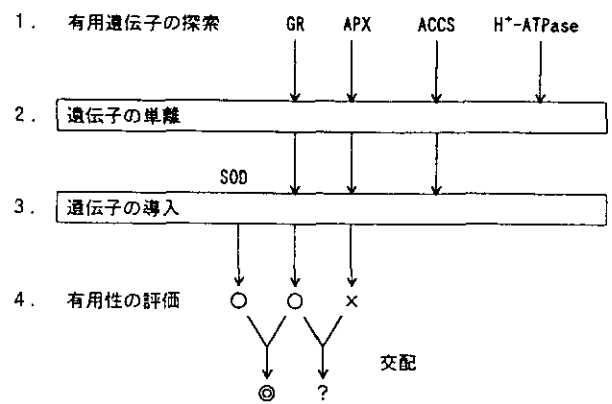 1. 有用遺伝子の探索 GR APX ACCS H⁺-ATPase
2. 遺伝子の単離
SOD
3. 遺伝子の導入
4. 有用性の評価 ○ ○ ×
交配
◎ ?